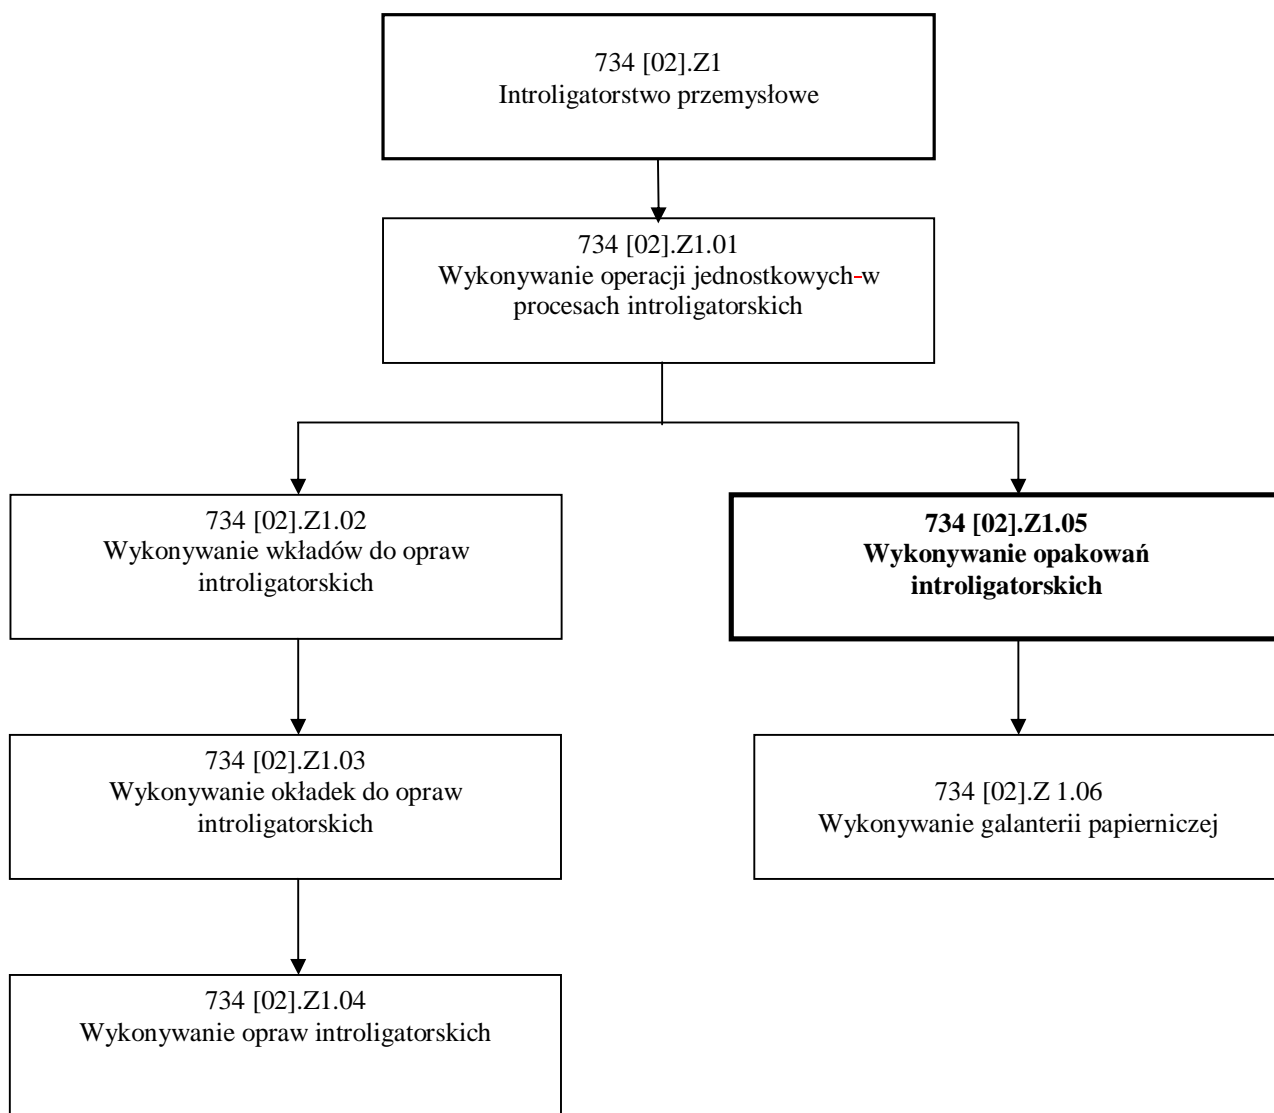 734 [02].Z1
Introligatorstwo przemysłowe
734 [02].Z1.01
Wykonywanie operacji jednostkowych-w
procesach introligatorskich
734 [02].Z1.02
Wykonywanie wkładów do opraw
introligatorskich
734 [02].Z1.05
Wykonywanie opakowań
introligatorskich
734 [02].Z1.03
Wykonywanie okładek do opraw
introligatorskich
734 [02].Z 1.06
Wykonywanie galanterii papierniczej
734 [02].Z1.04
Wykonywanie opraw introligatorskich